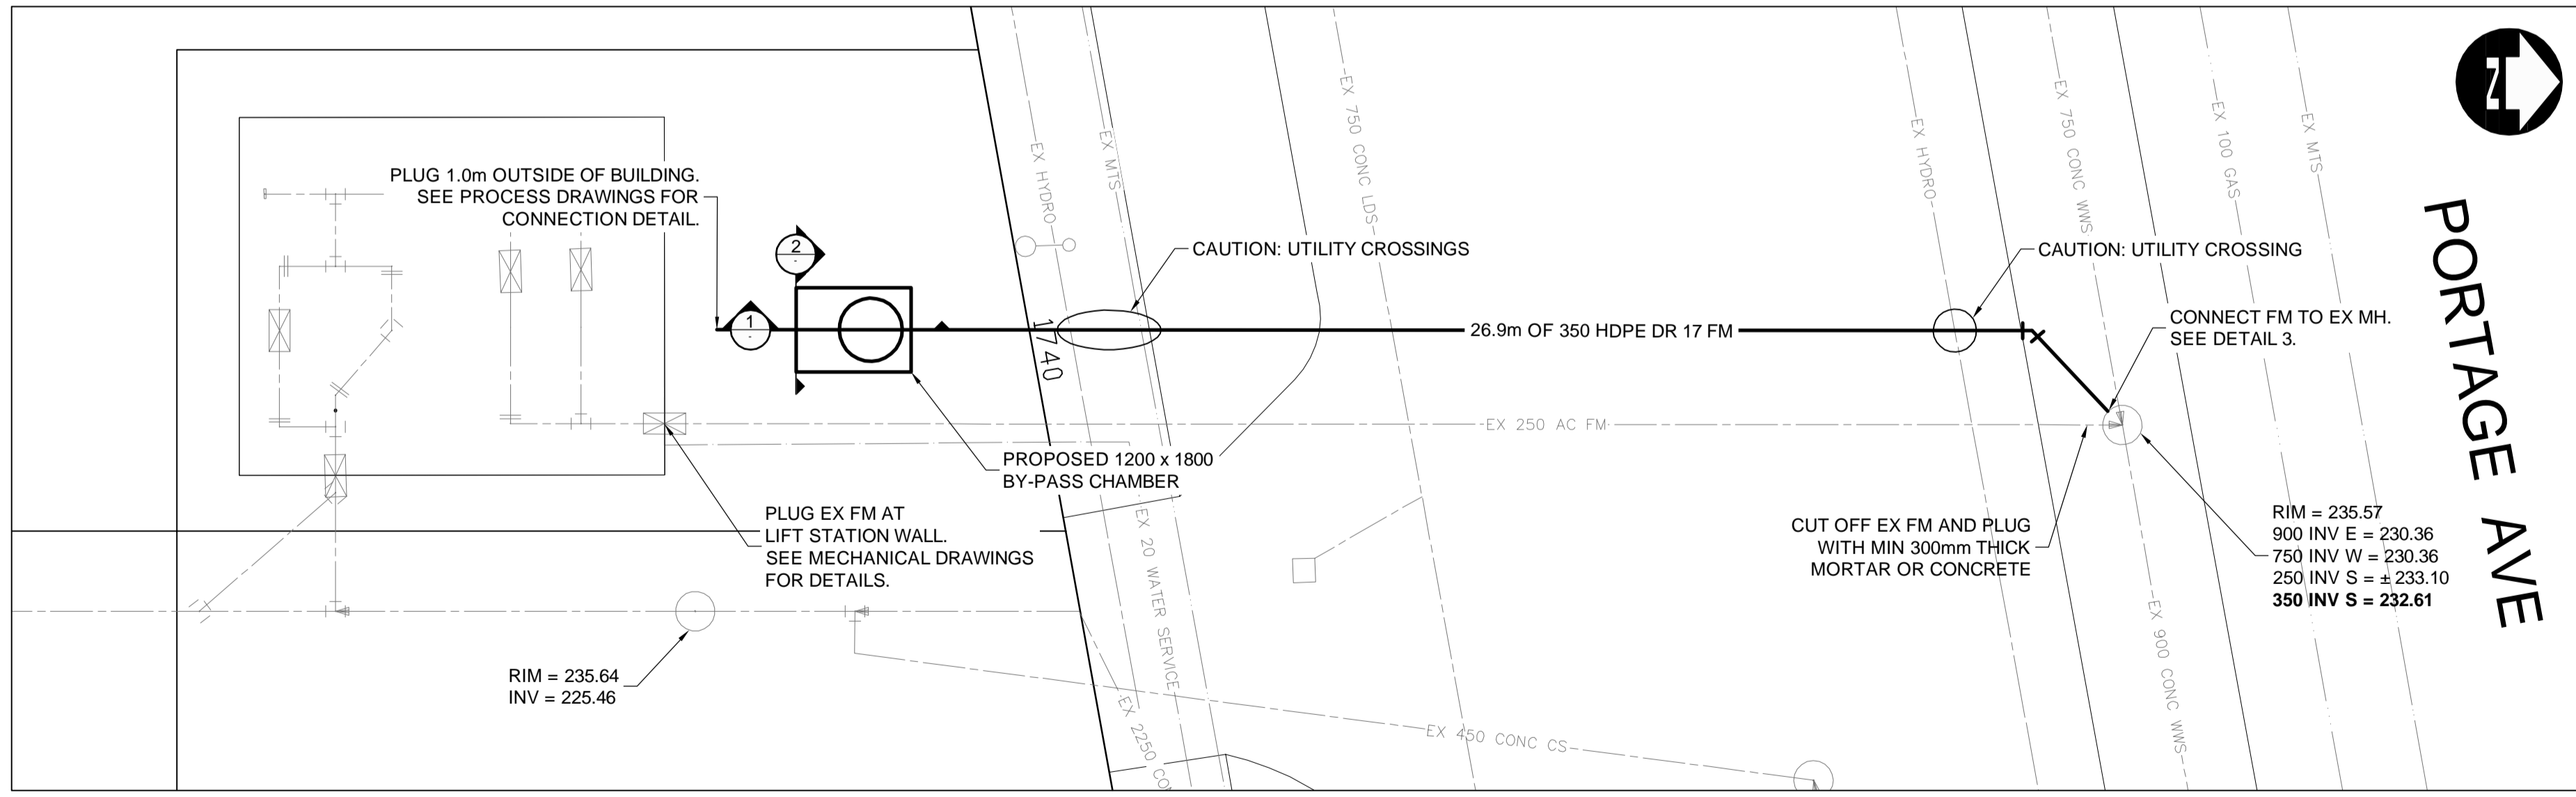 PLUG 1.0m OUTSIDE OF BUILDING.
SEE PROCESS DRAWINGS FOR
CONNECTION DETAIL.
2
-
1
-
1740
EX HYDRO
EX MTS
CAUTION: UTILITY CROSSINGS
EX 750 CONC LDS
26.9m OF 350 HDPE DR 17 FM
EX HYDRO
EX 750 CONC WWS
EX 100 GAS
EX MTS
N
CAUTION: UTILITY CROSSING
CONNECT FM TO EX MH.
SEE DETAIL 3.
PORTAGE AVE
EX 250 AC FM
PROPOSED 1200 x 1800
BY-PASS CHAMBER
PLUG EX FM AT
LIFT STATION WALL.
SEE MECHANICAL DRAWINGS
FOR DETAILS.
EX 20 WATER SERVICE
CUT OFF EX FM AND PLUG
WITH MIN 300mm THICK
MORTAR OR CONCRETE
RIM = 235.57
900 INV E = 230.36
750 INV W = 230.36
250 INV S = ± 233.10
350 INV S = 232.61
RIM = 235.64
INV = 225.46
EX 2250
EX 450 CONC CS
EX 900 CONC WWS